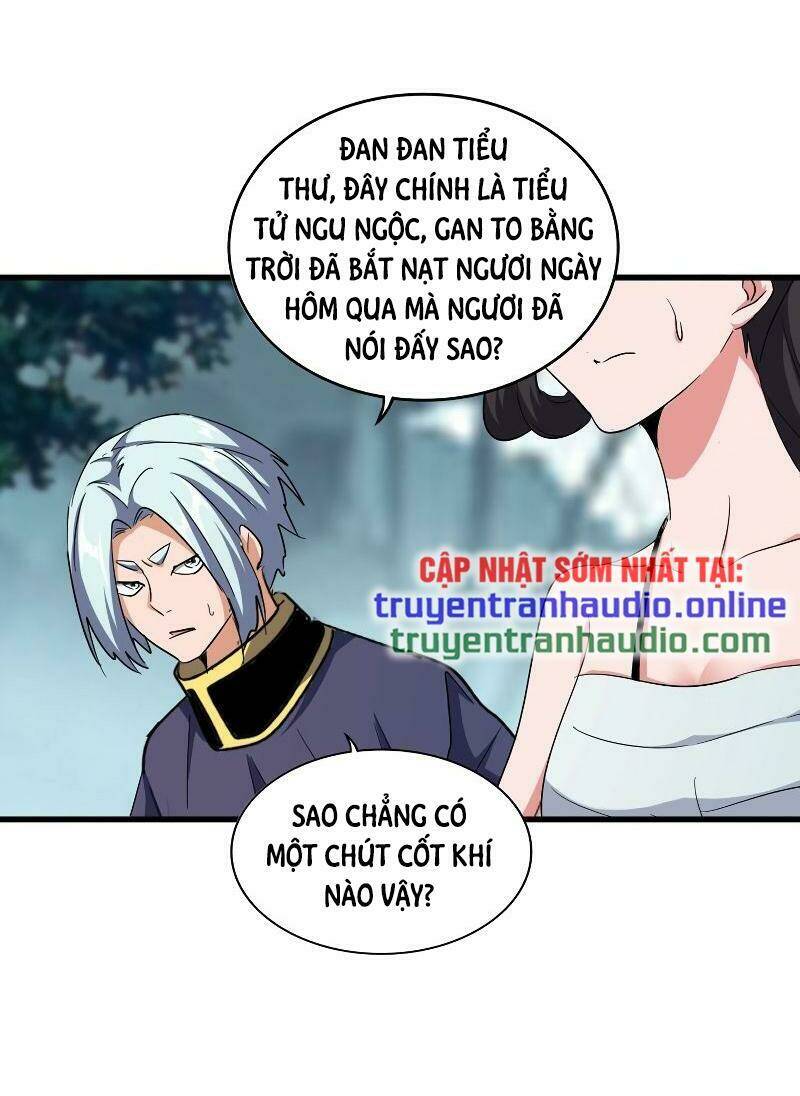 ĐAN ĐAN TIỂU
THƯ, ĐÂY CHÍNH LÀ TIỂU
TỬ NGU NGỘC, GAN TO BẰNG
TRỜI ĐÃ BẮT NẠT NGƯƠI NGÀY
HÔM QUA MÀ NGƯƠI ĐÃ
NÓI ĐẤY SAO?
CẬP NHẬT SỚM NHẤT TẠI:
truyentranhaudio.online
truyentranhaudio.com
SAO CHẲNG CÓ
MỘT CHÚT CỐT KHÍ
NÀO VẬY?